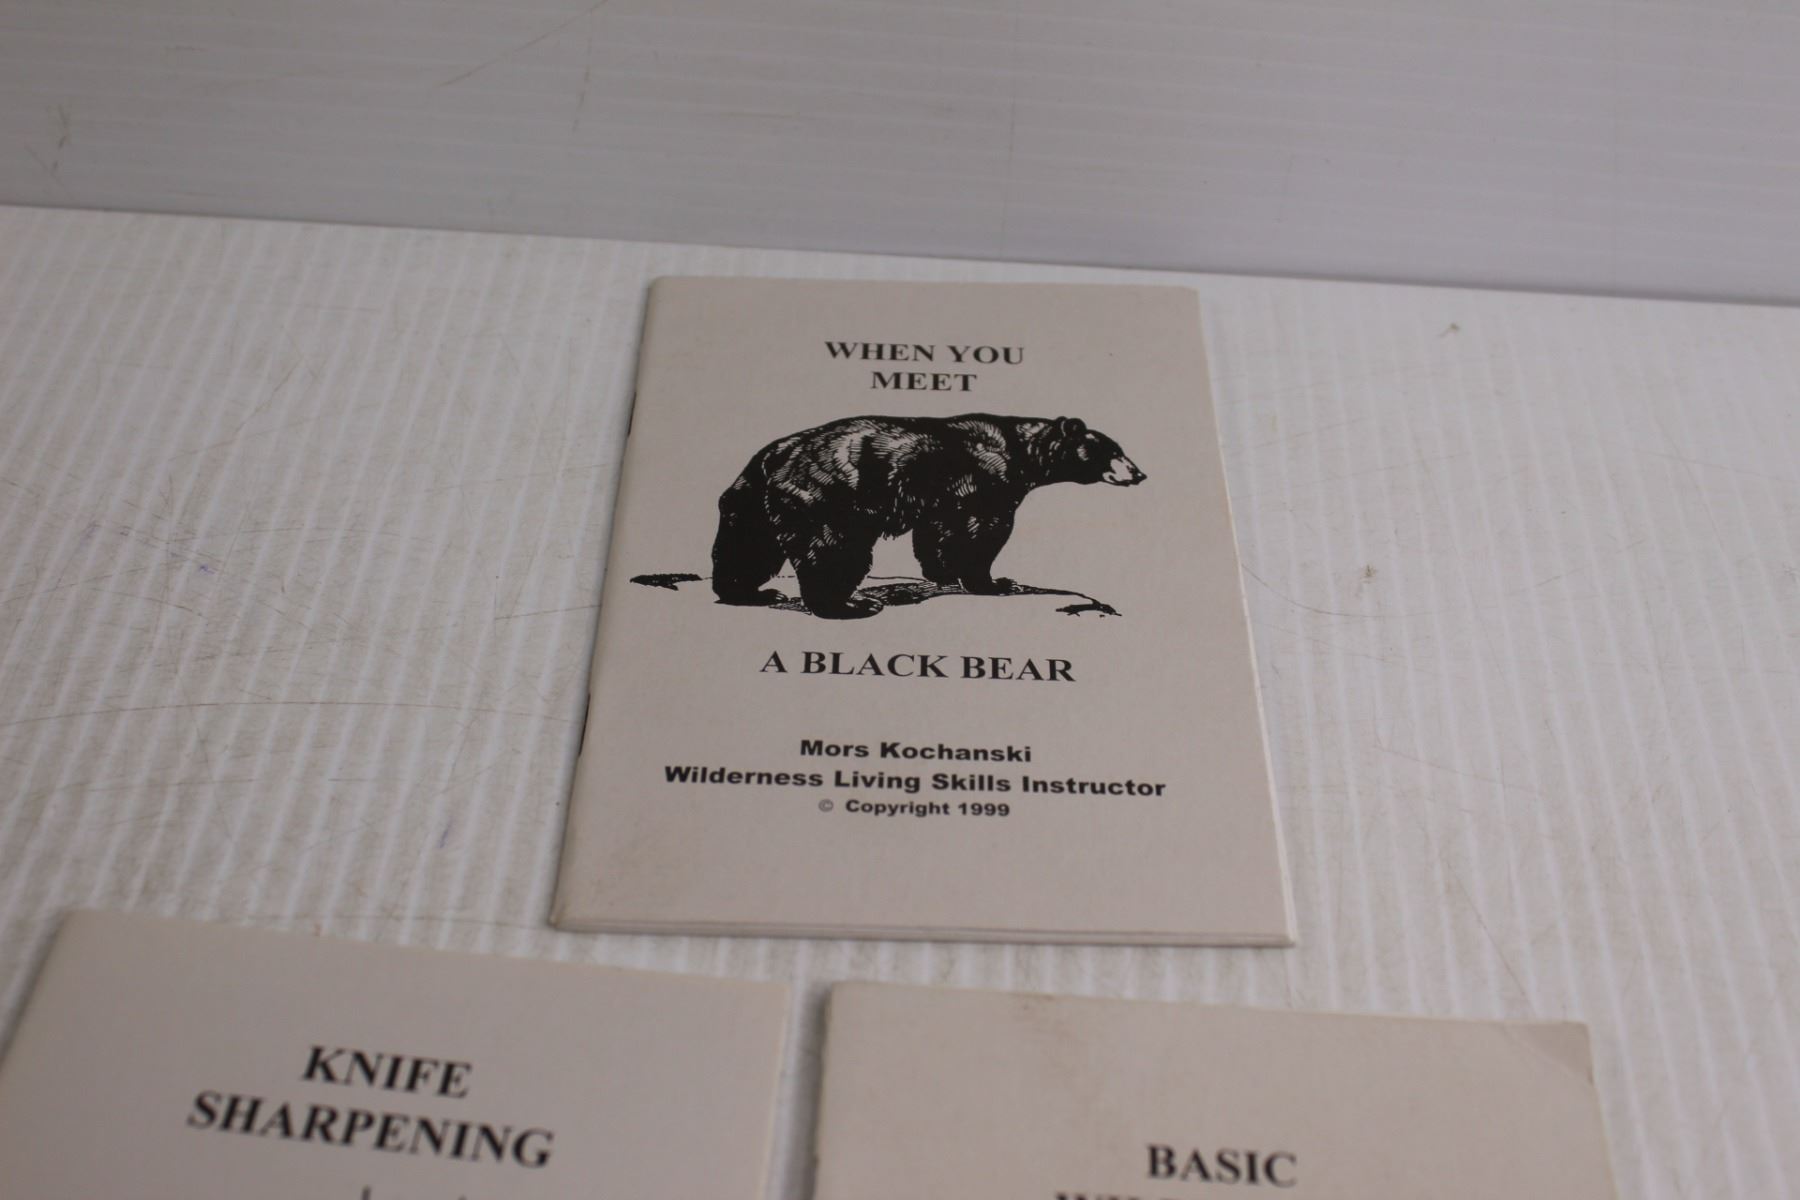 WHEN YOU
MEET
A BLACK BEAR
Mors Kochanski
Wilderness Living Skills Instructor
© Copyright 1999
KNIFE
SHARPENING
BASIC